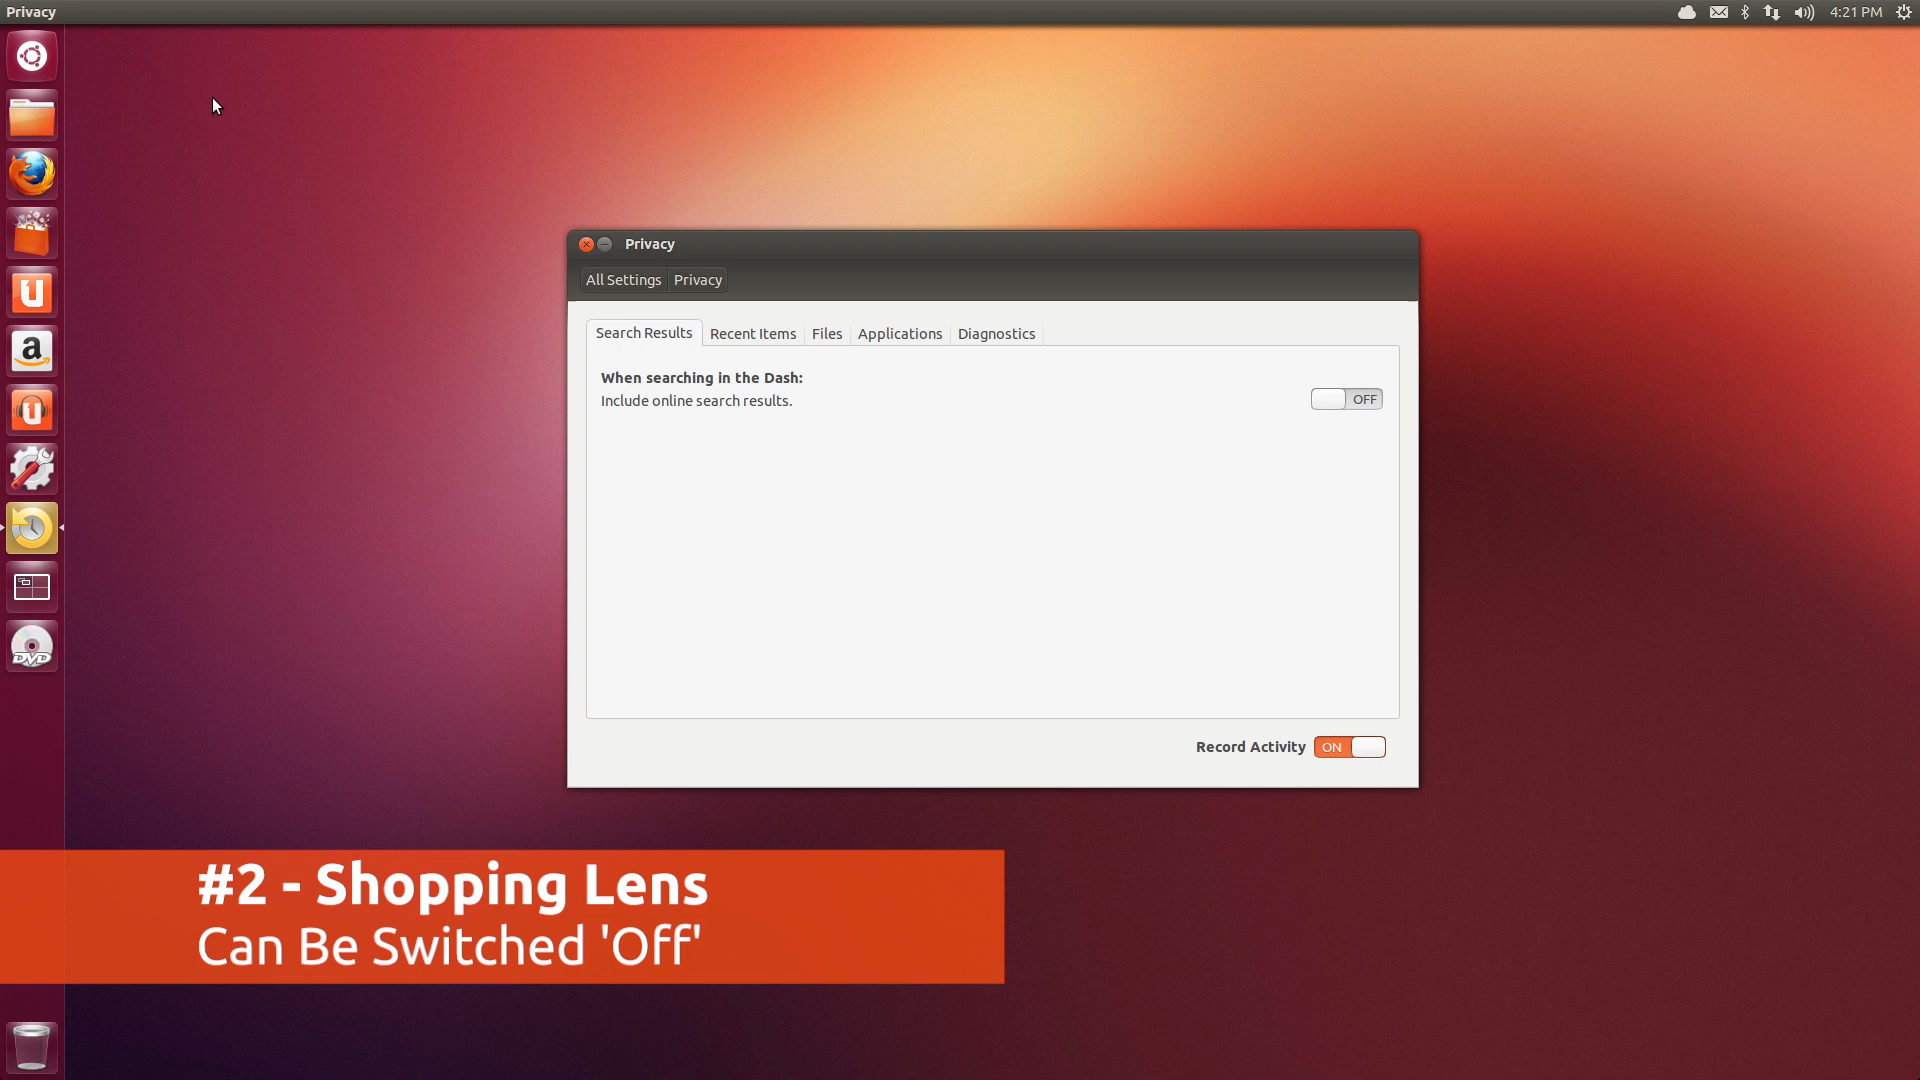 Privacy
4:21 PM
Privacy
All Settings
Privacy
Search Results
Recent Items
Files
Applications
Diagnostics
When searching in the Dash:
Include online search results.
OFF
Record Activity
ON
#2 - Shopping Lens
Can Be Switched 'Off'
U
a
U
DVD